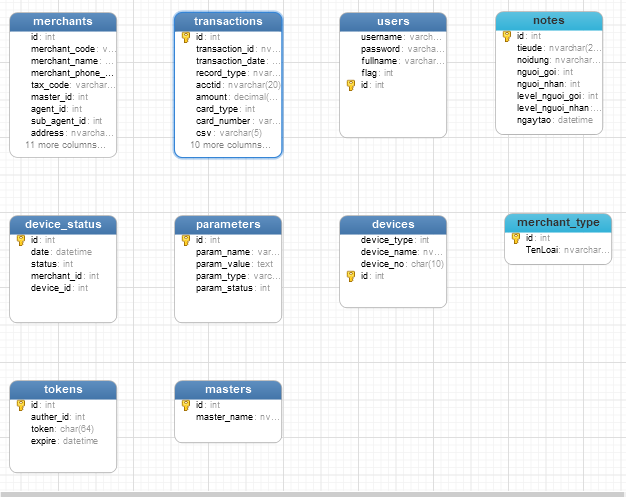 merchants
id: int
merchant_code: v...
merchant_name: ...
merchant_phone_...
tax_code: varchar...
master_id: int
agent_id: int
sub_agent_id: int
address: nvarcha...
11 more columns...
transactions
id: int
transaction_id: nv...
transaction_date: ...
record_type: nvar...
acctid: nvarchar(20)
amount: decimal(...
card_type: int
card_number: var...
csv: varchar(5)
10 more columns...
users
username: varch...
password: varcha...
fullname: varchar...
flag: int
id: int
notes
id: int
tieude: nvarchar(2...
noidung: nvarchar...
nguoi_goi: int
nguoi_nhan: int
level_nguoi_goi: int
level_nguoi_nhan: ...
ngaytao: datetime
device_status
id: int
date: datetime
status: int
merchant_id: int
device_id: int
parameters
id: int
param_name: var...
param_value: text
param_type: varc...
param_status: int
devices
device_type: int
device_name: nv...
device_no: char(10)
id: int
merchant_type
id: int
TenLoai: nvarchar...
tokens
id: int
auther_id: int
token: char(64)
expire: datetime
masters
id: int
master_name: nv...